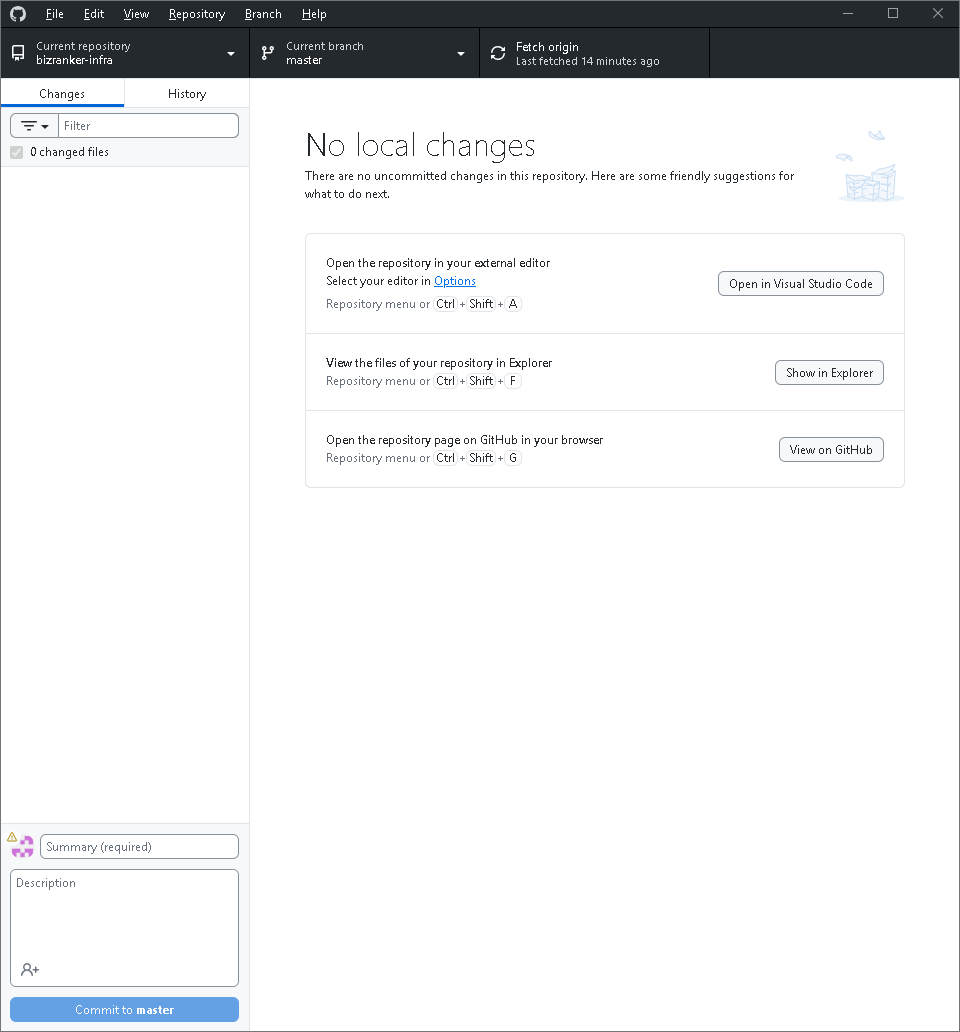 File Edit View Repository Branch Help
Current repository
bizranker-infra
Current branch
master
Fetch origin
Last fetched 14 minutes ago
Changes
History
Filter
0 changed files
No local changes
There are no uncommitted changes in this repository. Here are some friendly suggestions for
what to do next.
Open the repository in your external editor
Select your editor in Options
Repository menu or Ctrl + Shift + A
Open in Visual Studio Code
View the files of your repository in Explorer
Repository menu or Ctrl + Shift + F
Show in Explorer
Open the repository page on GitHub in your browser
Repository menu or Ctrl + Shift + G
View on GitHub
Summary (required)
Description
Commit to master